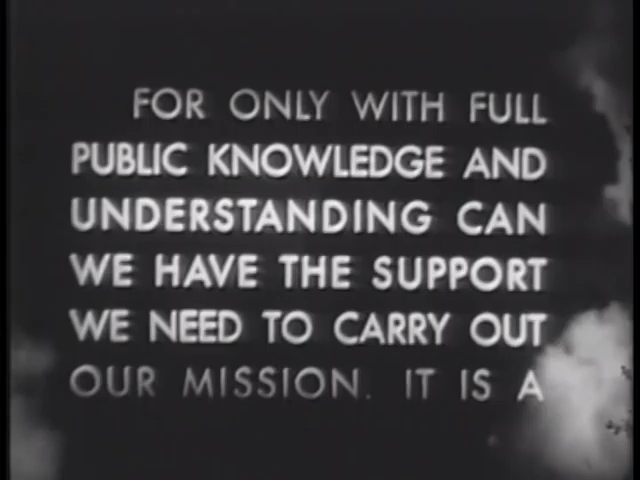 FOR ONLY WITH FULL
PUBLIC KNOWLEDGE AND
UNDERSTANDING CAN
WE HAVE THE SUPPORT
WE NEED TO CARRY OUT
OUR MISSION. IT IS A